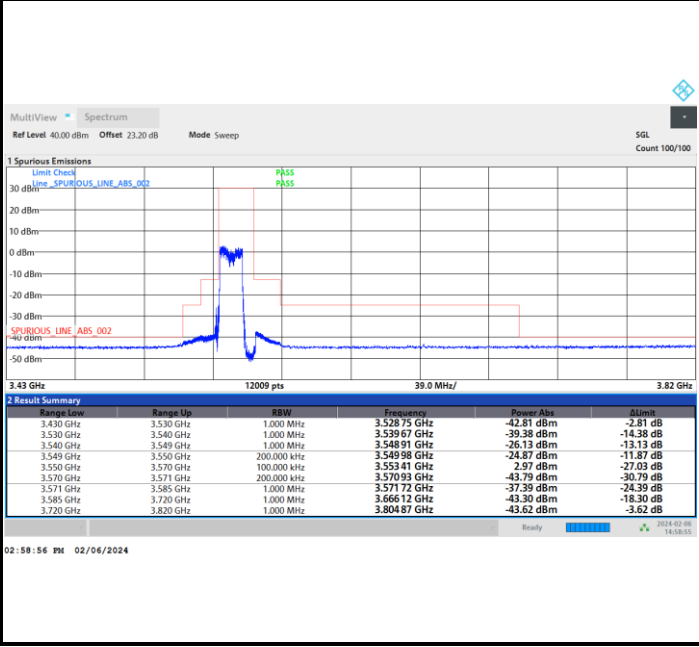 MultiView Spectrum
Ref Level 40.00 dBm Offset 23.20 dB Mode Sweep SGL
Count 100/100
1 Spurious Emissions
Limit Check PASS
Line _SPURIOUS_LINE_ABS_002 PASS
30 dBm
20 dBm
10 dBm
0 dBm
-10 dBm
-20 dBm
-30 dBm
_SPURIOUS_LINE_ABS_002
-40 dBm
-50 dBm
3.43 GHz 12009 pts 39.0 MHz/ 3.82 GHz
2 Result Summary
Range Low Range Up RBW Frequency Power Abs ΔLimit
3.430 GHz 3.530 GHz 1.000 MHz 3.528 75 GHz -42.81 dBm -2.81 dB
3.530 GHz 3.540 GHz 1.000 MHz 3.539 67 GHz -39.38 dBm -14.38 dB
3.540 GHz 3.549 GHz 1.000 MHz 3.548 91 GHz -26.13 dBm -13.13 dB
3.549 GHz 3.550 GHz 200.000 kHz 3.549 98 GHz -24.87 dBm -11.87 dB
3.550 GHz 3.570 GHz 100.000 kHz 3.553 41 GHz 2.97 dBm -27.03 dB
3.570 GHz 3.571 GHz 200.000 kHz 3.570 93 GHz -43.79 dBm -30.79 dB
3.571 GHz 3.585 GHz 1.000 MHz 3.571 72 GHz -37.39 dBm -24.39 dB
3.585 GHz 3.720 GHz 1.000 MHz 3.666 12 GHz -43.30 dBm -18.30 dB
3.720 GHz 3.820 GHz 1.000 MHz 3.804 87 GHz -43.62 dBm -3.62 dB
Ready 2024-02-06
14:58:55
02:58:56 PM 02/06/2024